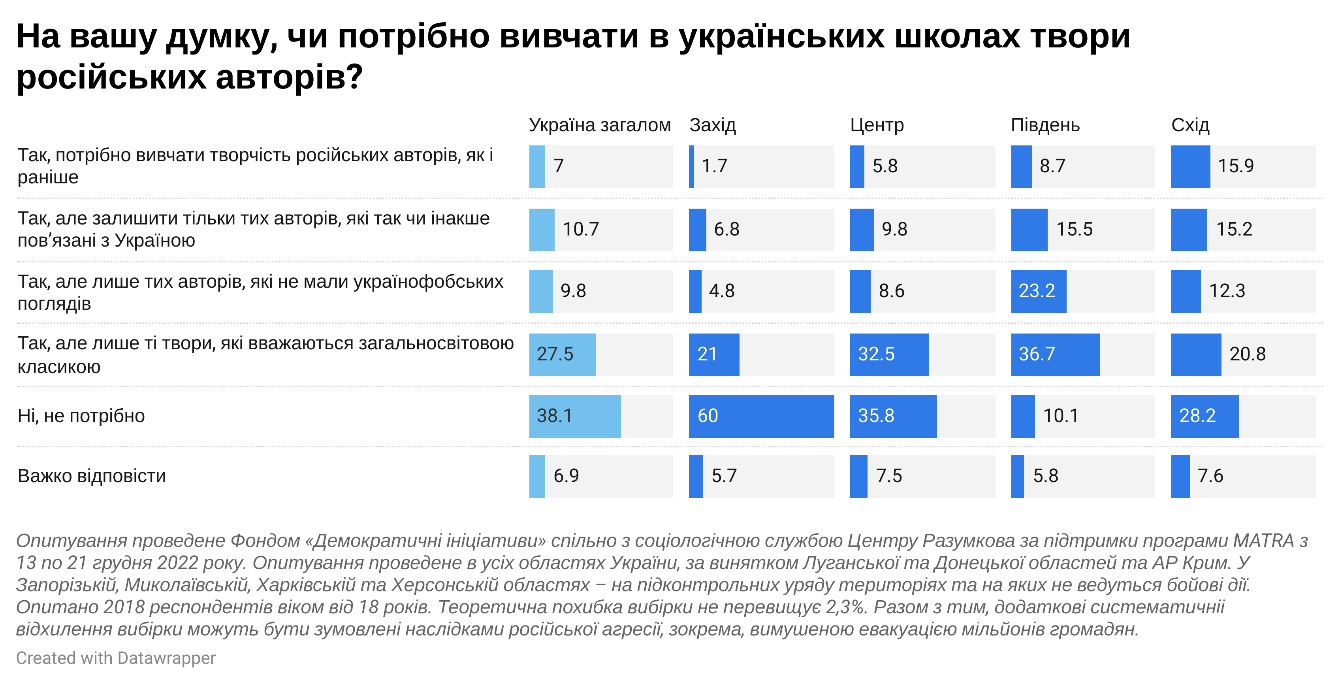 На вашу думку, чи потрібно вивчати в українських школах твори
російських авторів?
Україна загалом Захід Центр Південь Схід
Так, потрібно вивчати творчість російських авторів, як і
раніше
7 1.7 5.8 8.7 15.9
Так, але залишити тільки тих авторів, які так чи інакше
пов’язані з Україною
10.7 6.8 9.8 15.5 15.2
Так, але лише тих авторів, які не мали українофобських
поглядів
9.8 4.8 8.6 23.2 12.3
Так, але лише ті твори, які вважаються загальносвітовою
класикою
27.5 21 32.5 36.7 20.8
Ні, не потрібно 38.1 60 35.8 10.1 28.2
Важко відповісти 6.9 5.7 7.5 5.8 7.6
Опитування проведене Фондом «Демократичні ініціативи» спільно з соціологічною службою Центру Разумкова за підтримки програми MATRA з
13 по 21 грудня 2022 року. Опитування проведене в усіх областях України, за винятком Луганської та Донецької областей та АР Крим. У
Запорізькій, Миколаївській, Харківській та Херсонській областях – на підконтрольних уряду територіях та на яких не ведуться бойові дії.
Опитано 2018 респондентів віком від 18 років. Теоретична похибка вибірки не перевищує 2,3%. Разом з тим, додаткові систематичніі
відхилення вибірки можуть бути зумовлені наслідками російської агресії, зокрема, вимушеною евакуацією мільйонів громадян.
Created with Datawrapper